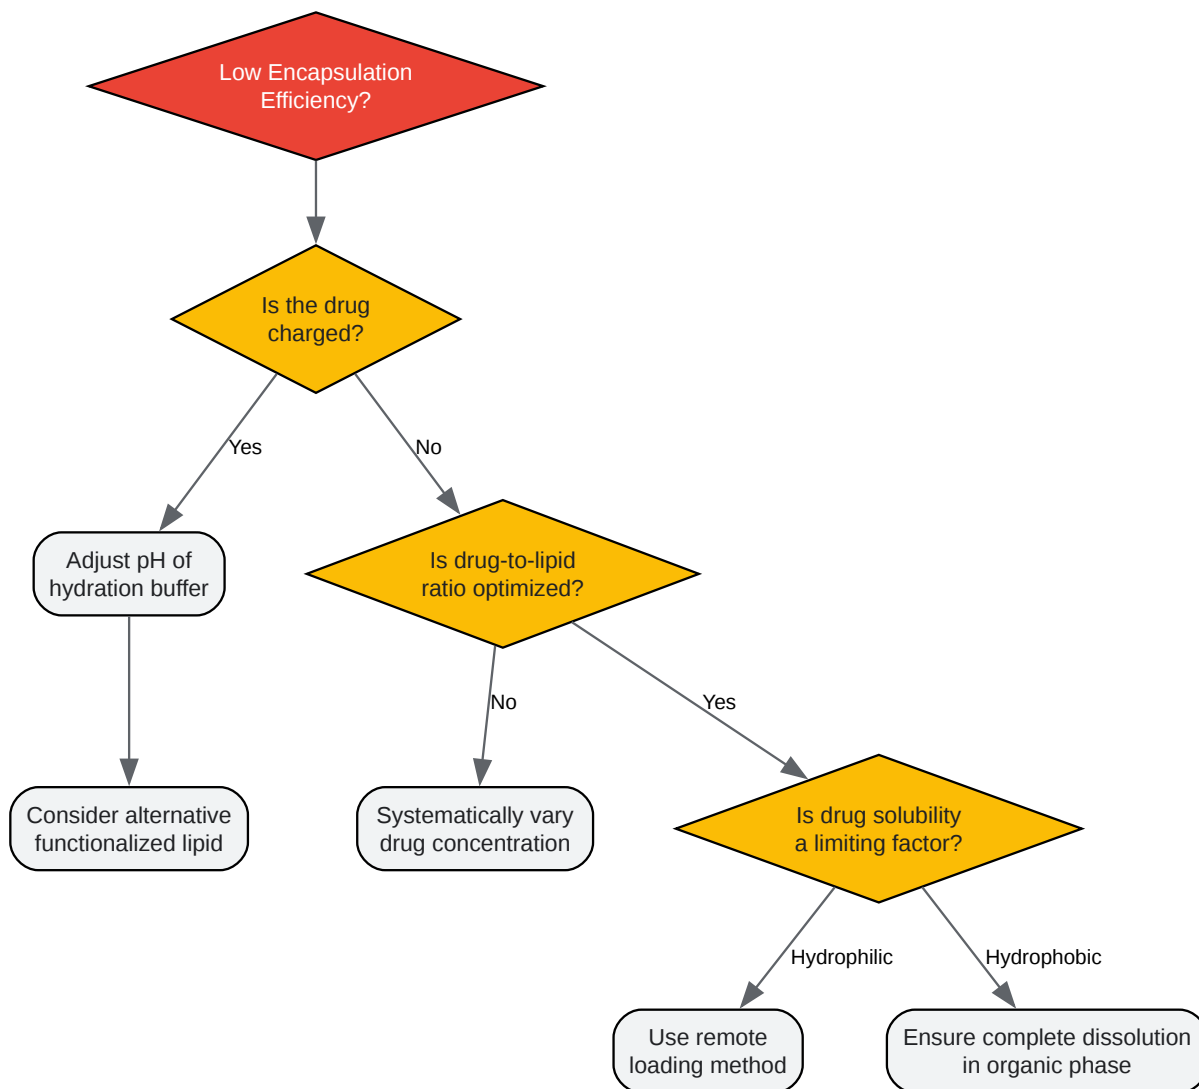 Low Encapsulation
Efficiency?
Is the drug
charged?
Yes
No
Adjust pH of
hydration buffer
Is drug-to-lipid
ratio optimized?
No
Yes
Consider alternative
functionalized lipid
Systematically vary
drug concentration
Is drug solubility
a limiting factor?
Hydrophilic
Hydrophobic
Use remote
loading method
Ensure complete dissolution
in organic phase